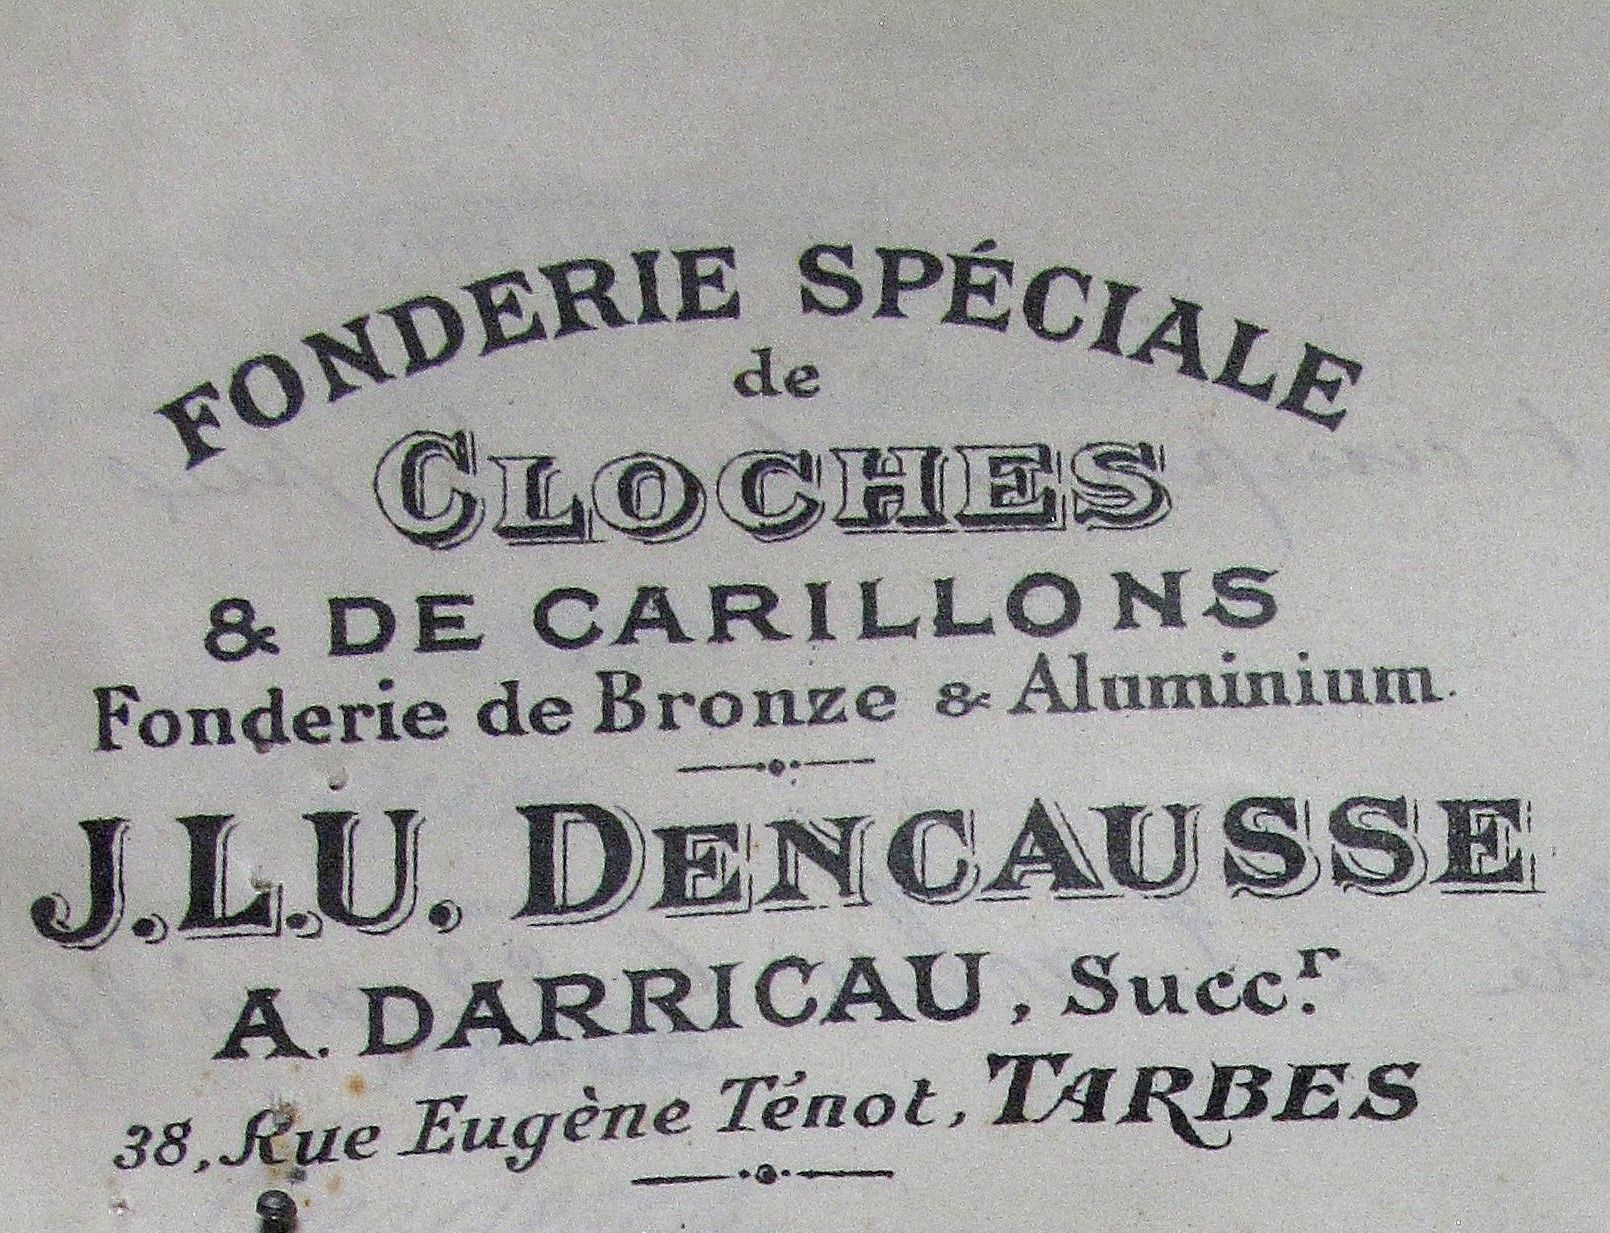 FONDERIE SPÉCIALE
de
CLOCHES
& DE CARILLONS
Fonderie de Bronze & Aluminium.
J.L.U. DENCAUSSE
A. DARRICAU, Succr.
38, Rue Eugène Ténot, TARBES